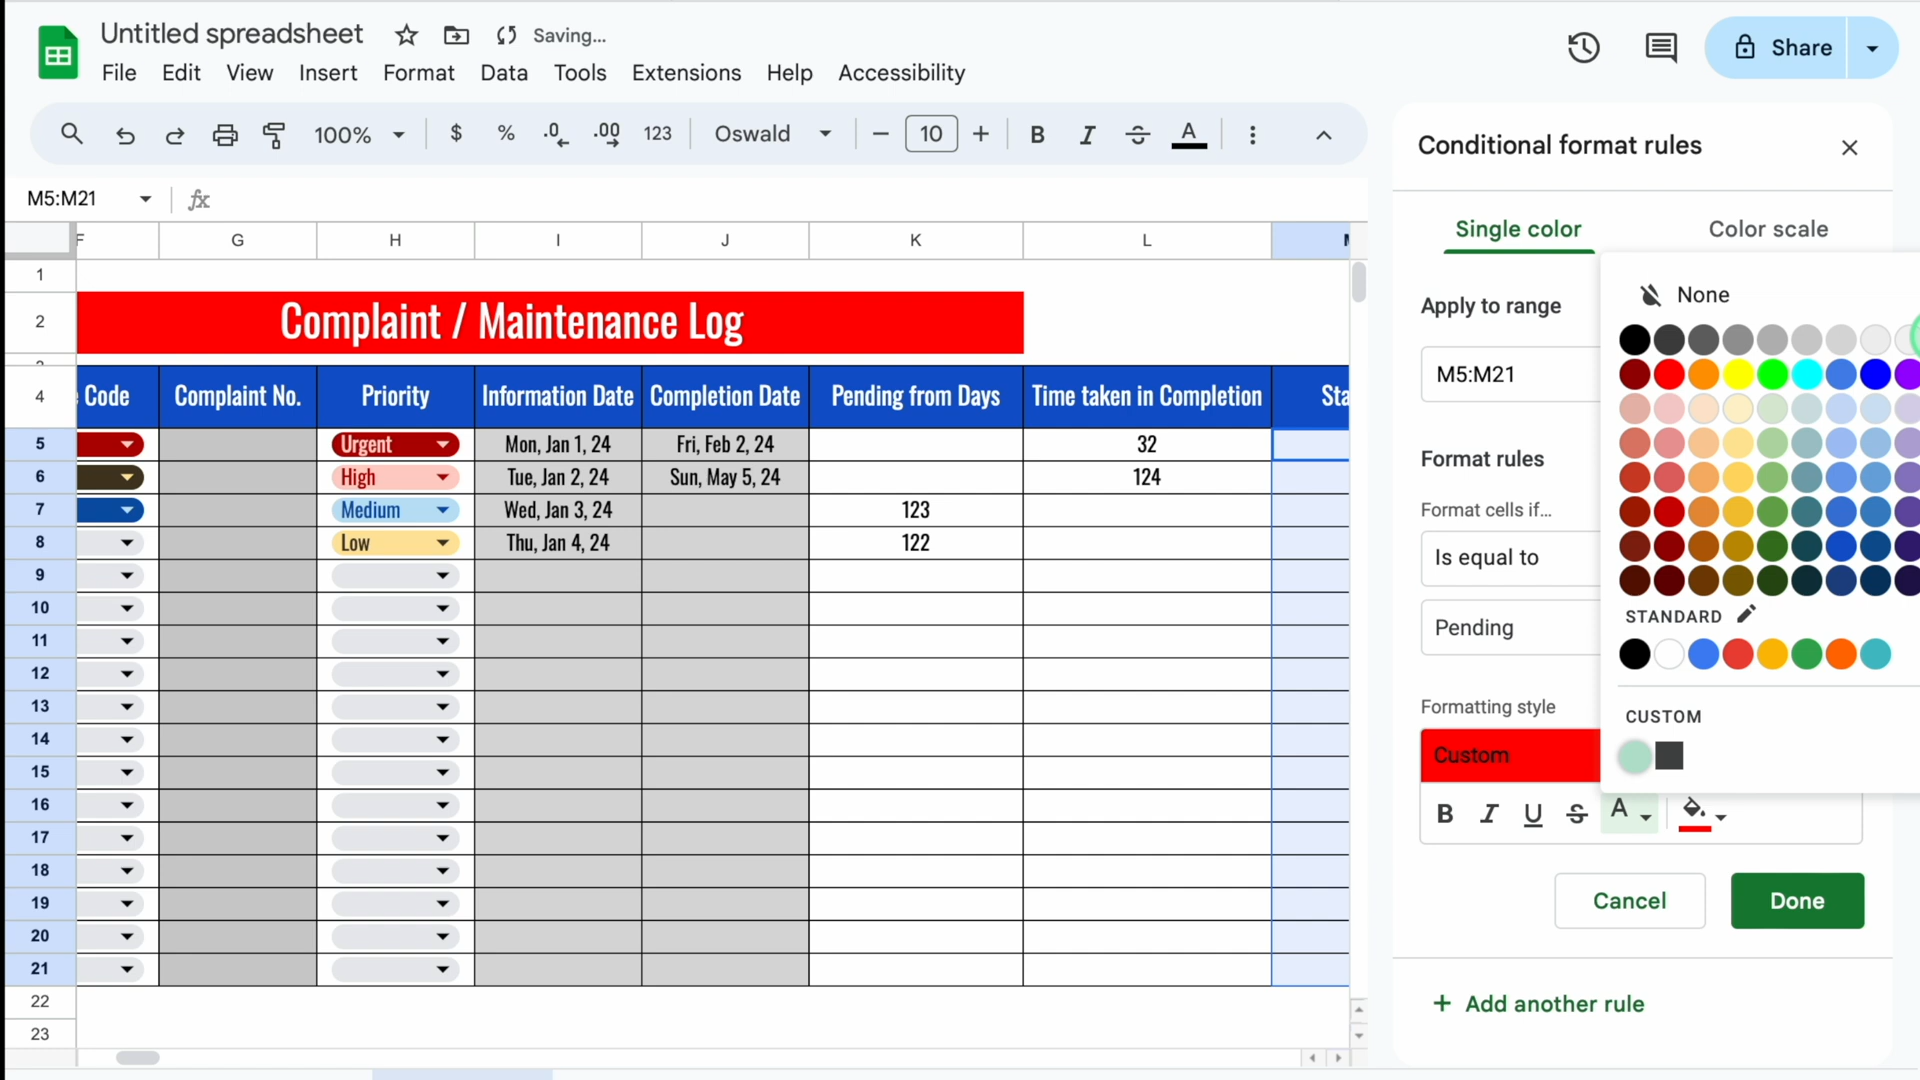 Untitled spreadsheet Saving...
File Edit View Insert Format Data Tools Extensions Help Accessibility
Share
100% $ % .0 .00 123 Oswald 10 B I S A
M5:M21 fx
F G H I J K L
1
2 Complaint / Maintenance Log
4 Code Complaint No. Priority Information Date Completion Date Pending from Days Time taken in Completion Sta
5 Urgent Mon, Jan 1, 24 Fri, Feb 2, 24 32
6 High Tue, Jan 2, 24 Sun, May 5, 24 124
7 Medium Wed, Jan 3, 24 123
8 Low Thu, Jan 4, 24 122
9
10
11
12
13
14
15
16
17
18
19
20
21
22
23
Conditional format rules
Single color Color scale
Apply to range
M5:M21
Format rules
Format cells if...
Is equal to
Pending
Formatting style
Custom
B I U S A
Cancel Done
+ Add another rule
None
STANDARD
CUSTOM